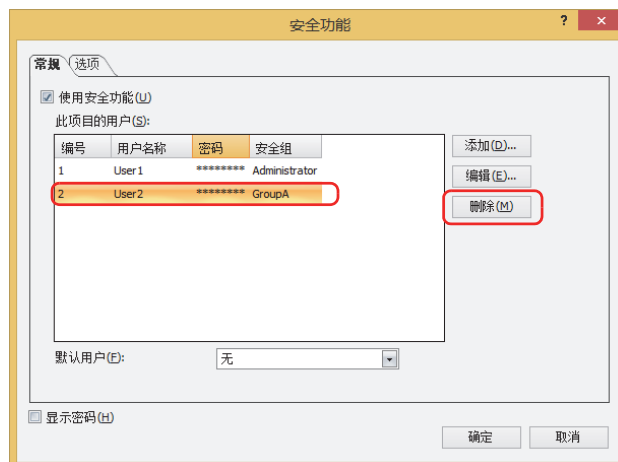 安全功能
?
×
常规 选项
使用安全功能(U)
此项目的用户(S):
编号 用户名称 密码 安全组
1 User1 ******** Administrator
2 User2 ******** GroupA
添加(D)...
编辑(E)...
删除(M)
默认用户(F): 无
显示密码(H)
确定 取消